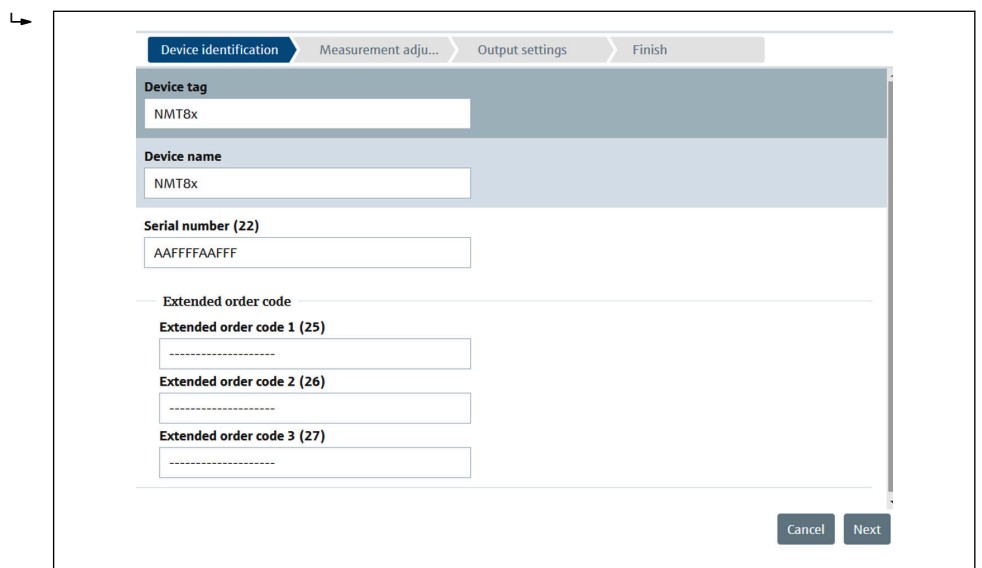 Device identification Measurement adju... Output settings Finish
Device tag
NMT8x
Device name
NMT8x
Serial number (22)
AAFFFFAAFFF
Extended order code
Extended order code 1 (25)
--------------------
Extended order code 2 (26)
--------------------
Extended order code 3 (27)
--------------------
Cancel Next